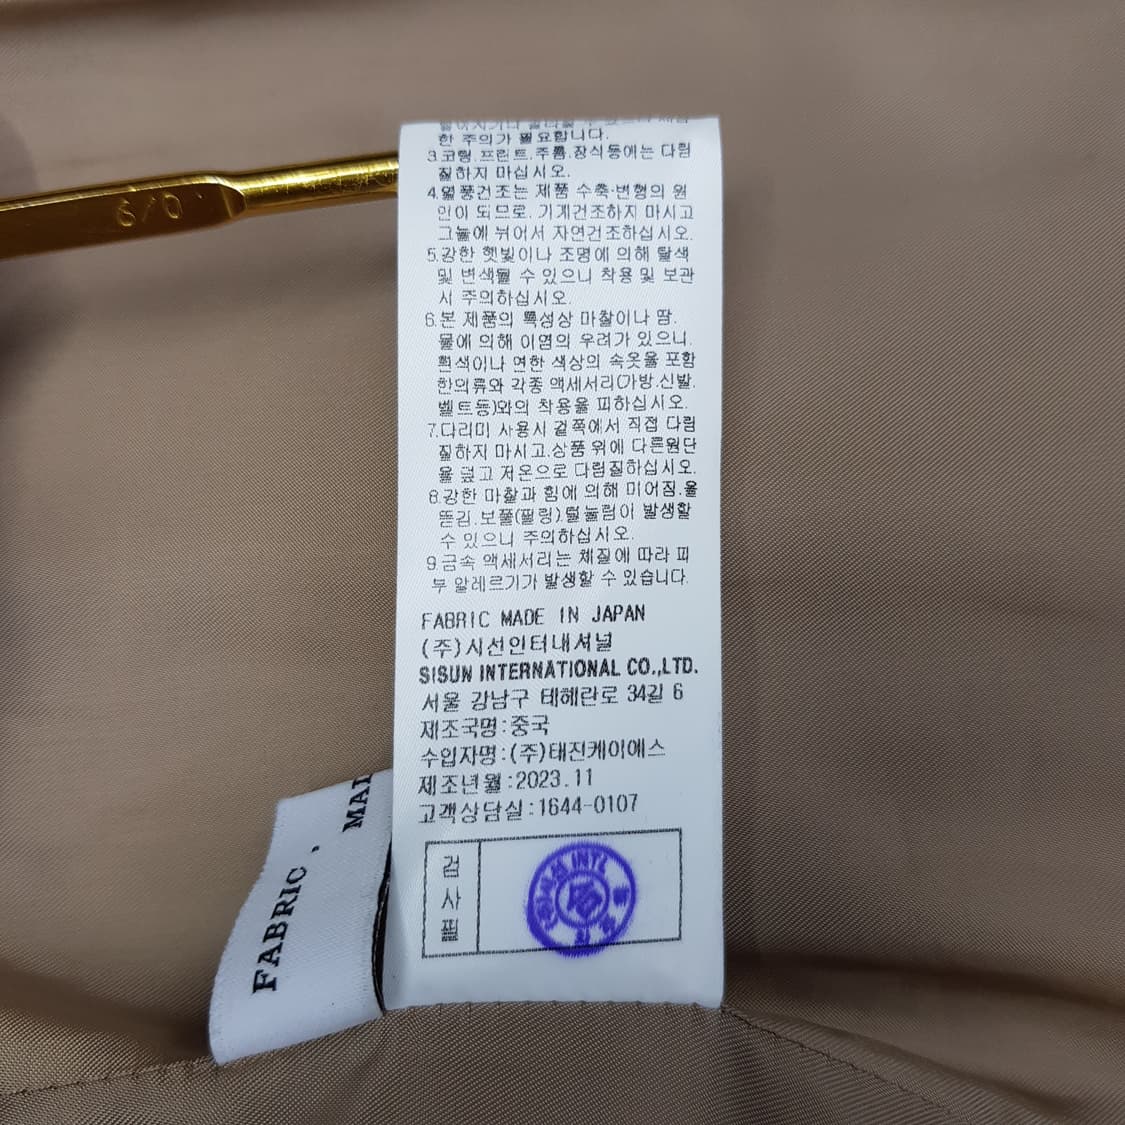 한 주의가 필요합니다.
3.코팅.프린트.주름.장식등에는 다림
질하지 마십시오.
4.열풍건조는 제품 수축·변형의 원
인이 되므로. 기계건조하지 마시고
그늘에 뉘어서 자연건조하십시오.
5.강한 햇빛이나 조명에 의해 탈색
및 변색될 수 있으니 착용 및 보관
시 주의하십시오.
6.본 제품의 특성상 마찰이나 땀.
물에 의해 이염의 우려가 있으니.
흰색이나 연한 색상의 속옷을 포함
한의류와 각종 액세서리(가방.신발.
벨트등)와의 착용을 피하십시오.
7.다리미 사용시 겉쪽에서 직접 다림
질하지 마시고.상품 위에 다른원단
을 덮고 저온으로 다림질하십시오.
8.강한 마찰과 힘에 의해 미어짐.올
뜯김.보풀(필링).털눌림이 발생할
수 있으니 주의하십시오.
9.금속 액세서리는 체질에 따라 피
부 알레르기가 발생할 수 있습니다.
FABRIC MADE IN JAPAN
(주)시선인터내셔널
SISUN INTERNATIONAL CO.,LTD.
서울 강남구 테헤란로 34길 6
제조국명:중국
수입자명:(주)태진케이에스
제조년월:2023.11
고객상담실:1644-0107
검사필
INTL
FABRIC . MAD
6/0